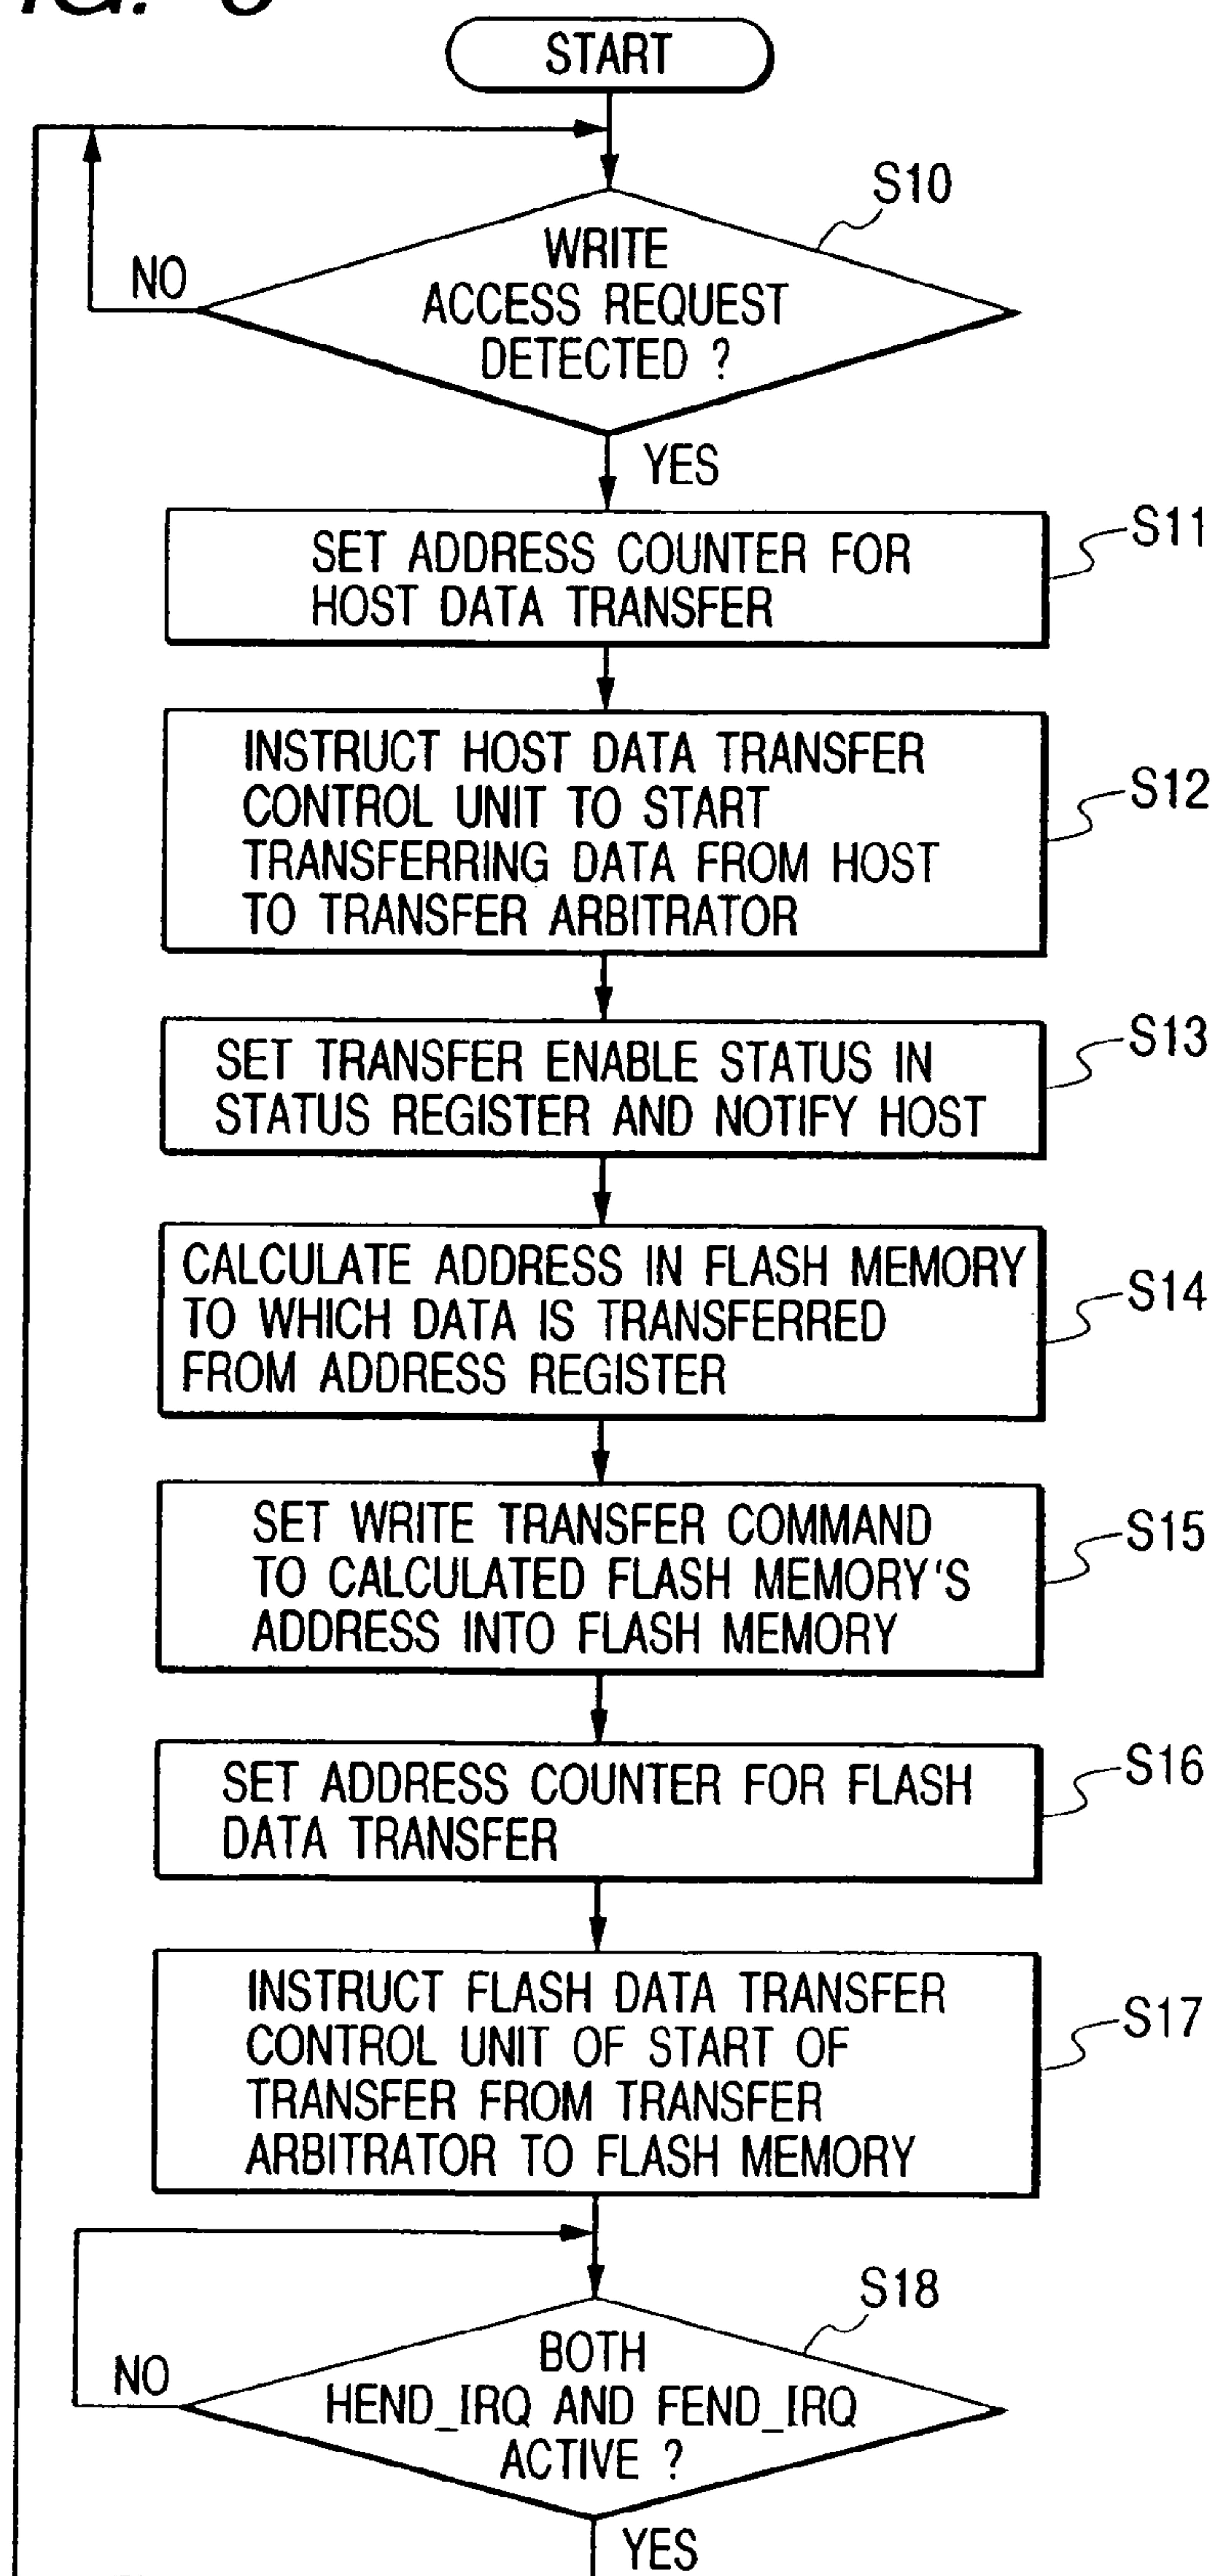 START
S10
WRITE
ACCESS REQUEST
DETECTED ?
NO
YES
SET ADDRESS COUNTER FOR
HOST DATA TRANSFER
S11
INSTRUCT HOST DATA TRANSFER
CONTROL UNIT TO START
TRANSFERRING DATA FROM HOST
TO TRANSFER ARBITRATOR
S12
SET TRANSFER ENABLE STATUS IN
STATUS REGISTER AND NOTIFY HOST
S13
CALCULATE ADDRESS IN FLASH MEMORY
TO WHICH DATA IS TRANSFERRED
FROM ADDRESS REGISTER
S14
SET WRITE TRANSFER COMMAND
TO CALCULATED FLASH MEMORY'S
ADDRESS INTO FLASH MEMORY
S15
SET ADDRESS COUNTER FOR FLASH
DATA TRANSFER
S16
INSTRUCT FLASH DATA TRANSFER
CONTROL UNIT OF START OF
TRANSFER FROM TRANSFER
ARBITRATOR TO FLASH MEMORY
S17
S18
BOTH
HEND_IRQ AND FEND_IRQ
ACTIVE ?
NO
YES